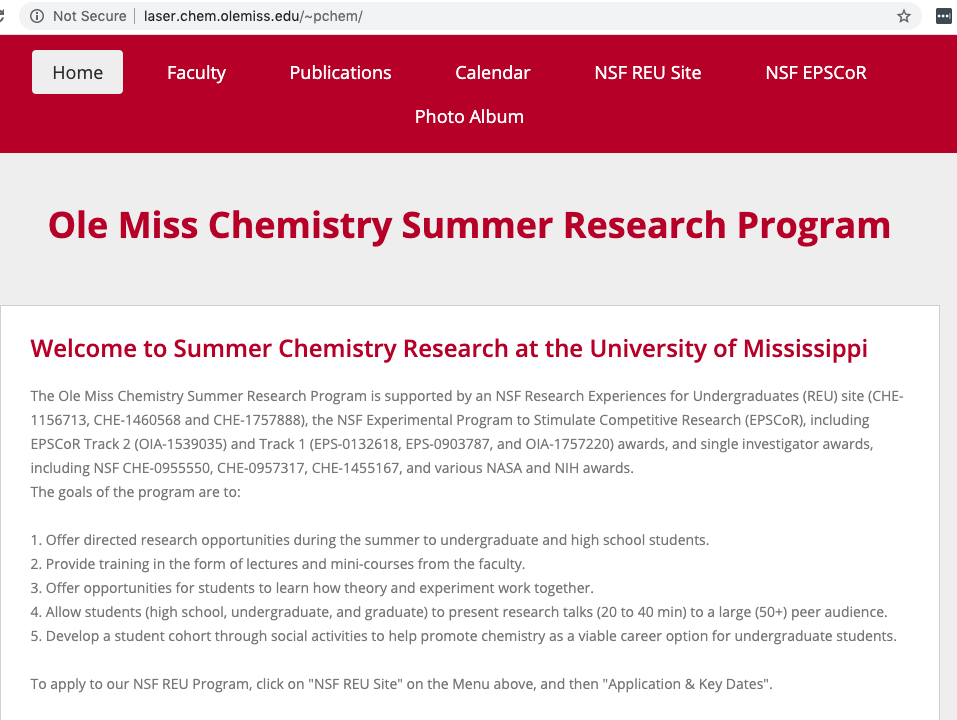 Not Secure | laser.chem.olemiss.edu/~pchem/
Home Faculty Publications Calendar NSF REU Site NSF EPSCoR
Photo Album
Ole Miss Chemistry Summer Research Program
Welcome to Summer Chemistry Research at the University of Mississippi
The Ole Miss Chemistry Summer Research Program is supported by an NSF Research Experiences for Undergraduates (REU) site (CHE-
1156713, CHE-1460568 and CHE-1757888), the NSF Experimental Program to Stimulate Competitive Research (EPSCoR), including
EPSCoR Track 2 (OIA-1539035) and Track 1 (EPS-0132618, EPS-0903787, and OIA-1757220) awards, and single investigator awards,
including NSF CHE-0955550, CHE-0957317, CHE-1455167, and various NASA and NIH awards.
The goals of the program are to:
1. Offer directed research opportunities during the summer to undergraduate and high school students.
2. Provide training in the form of lectures and mini-courses from the faculty.
3. Offer opportunities for students to learn how theory and experiment work together.
4. Allow students (high school, undergraduate, and graduate) to present research talks (20 to 40 min) to a large (50+) peer audience.
5. Develop a student cohort through social activities to help promote chemistry as a viable career option for undergraduate students.
To apply to our NSF REU Program, click on "NSF REU Site" on the Menu above, and then "Application & Key Dates".